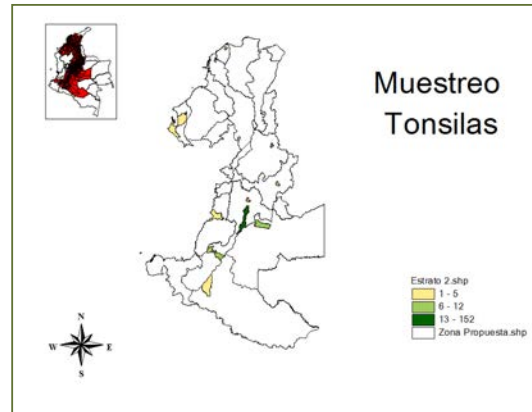 Muestreo
Tonsilas
Estrato 2.shp
1 - 5
6 - 12
13 - 152
Zona Propuesta.shp
N
W E
S